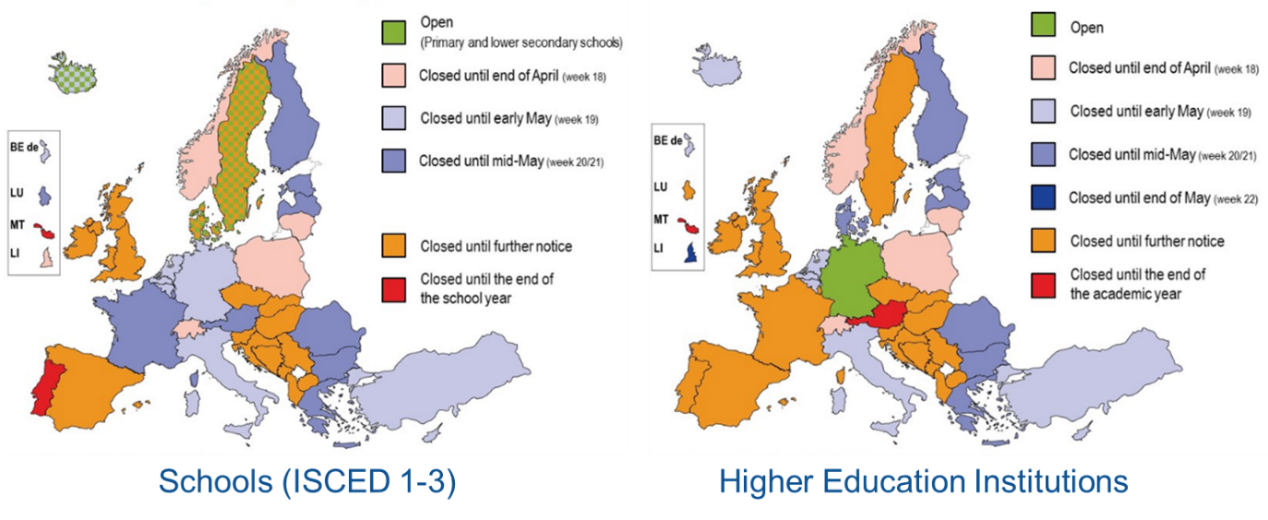 Open
(Primary and lower secondary schools)
Closed until end of April (week 18)
Closed until early May (week 19)
Closed until mid-May (week 20/21)
Closed until further notice
Closed until the end of
the school year
BE de
LU
MT
LI
Schools (ISCED 1-3)
Open
Closed until end of April (week 18)
Closed until early May (week 19)
Closed until mid-May (week 20/21)
Closed until end of May (week 22)
Closed until further notice
Closed until the end of
the academic year
BE de
LU
MT
LI
Higher Education Institutions